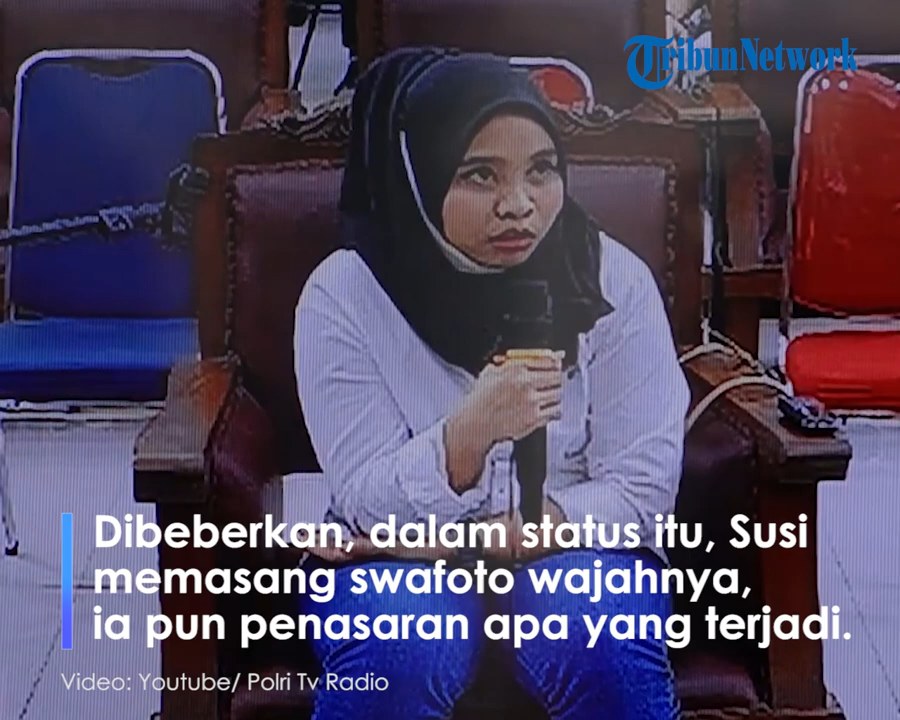 TribunNetwork
Dibeberkan, dalam status itu, Susi
memasang swafoto wajahnya,
ia pun penasaran apa yang terjadi.
Video: Youtube/ Polri Tv Radio